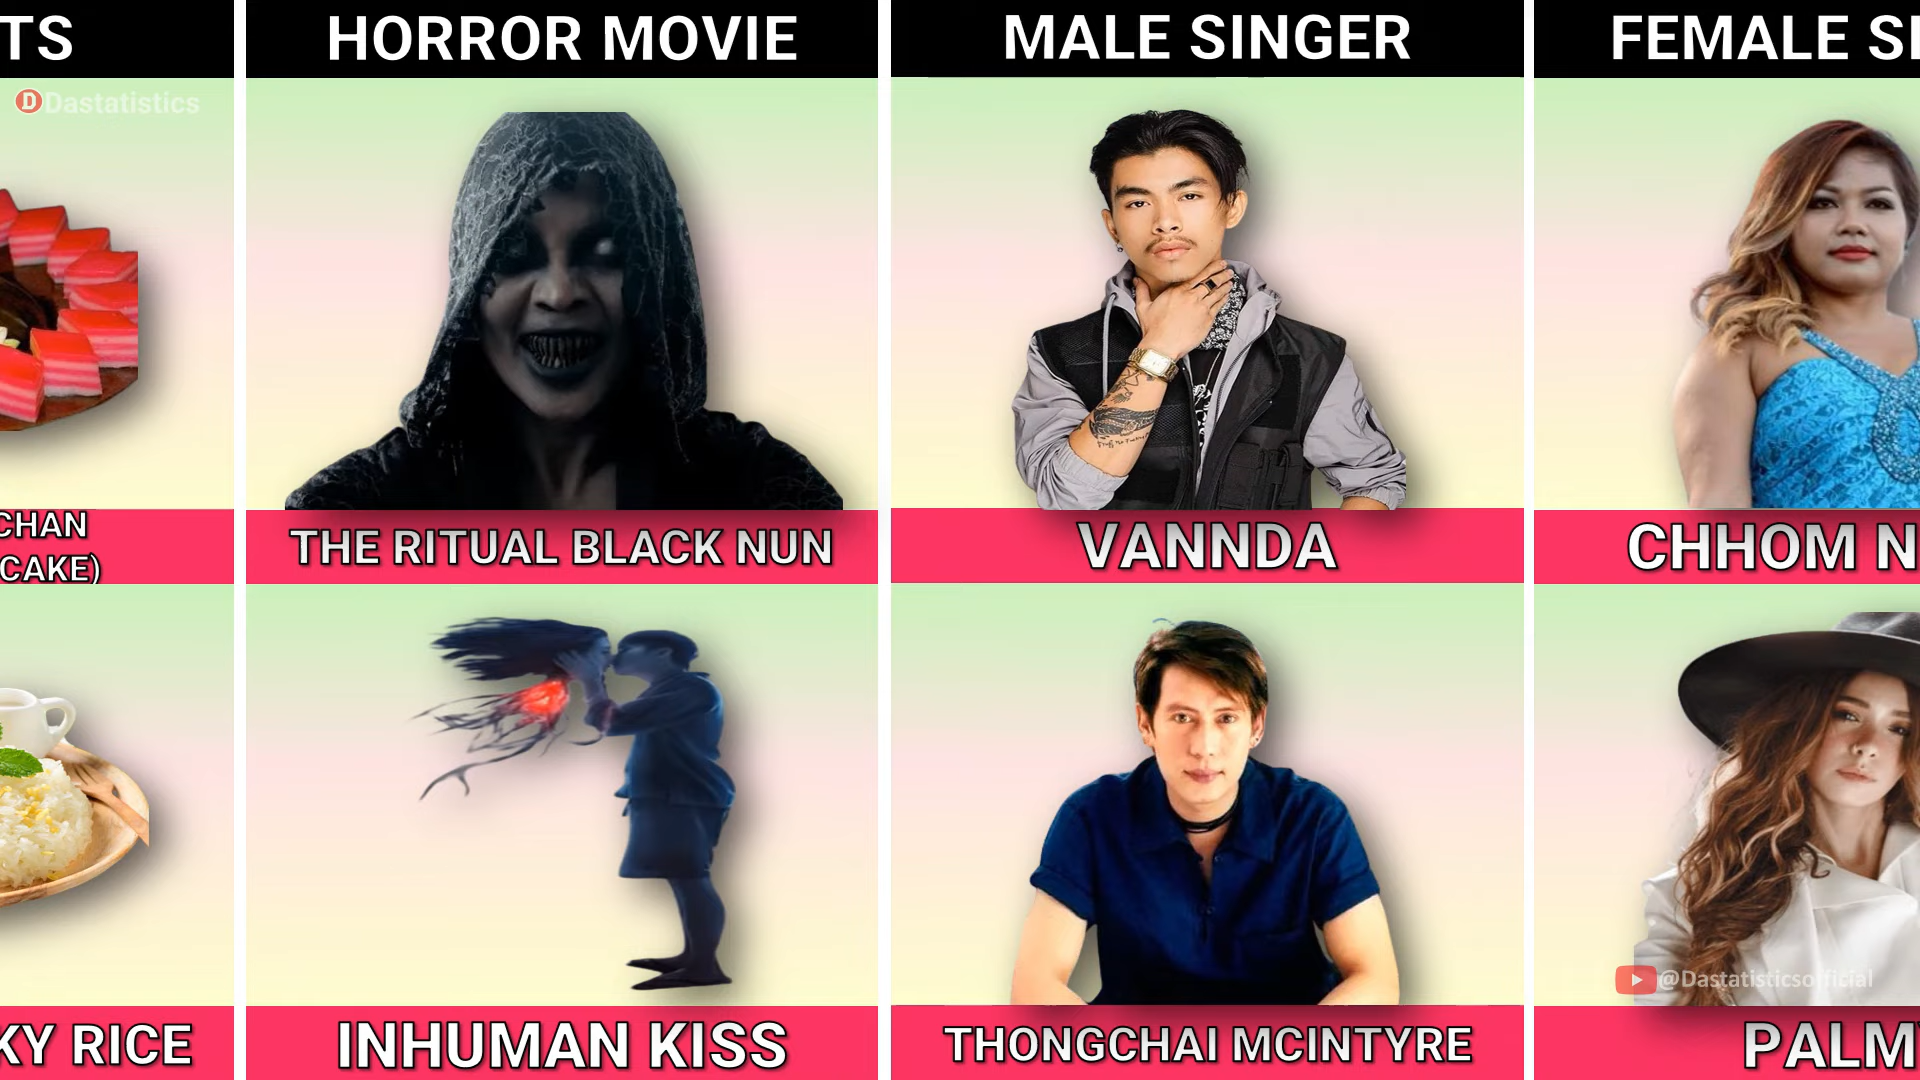 TS
HORROR MOVIE
MALE SINGER
FEMALE SI
D Dastatistics
CHAN
CAKE)
THE RITUAL BLACK NUN
VANNDA
CHHOM N
KY RICE
INHUMAN KISS
THONGCHAI MCINTYRE
PALM
@Dastatisticsofficial